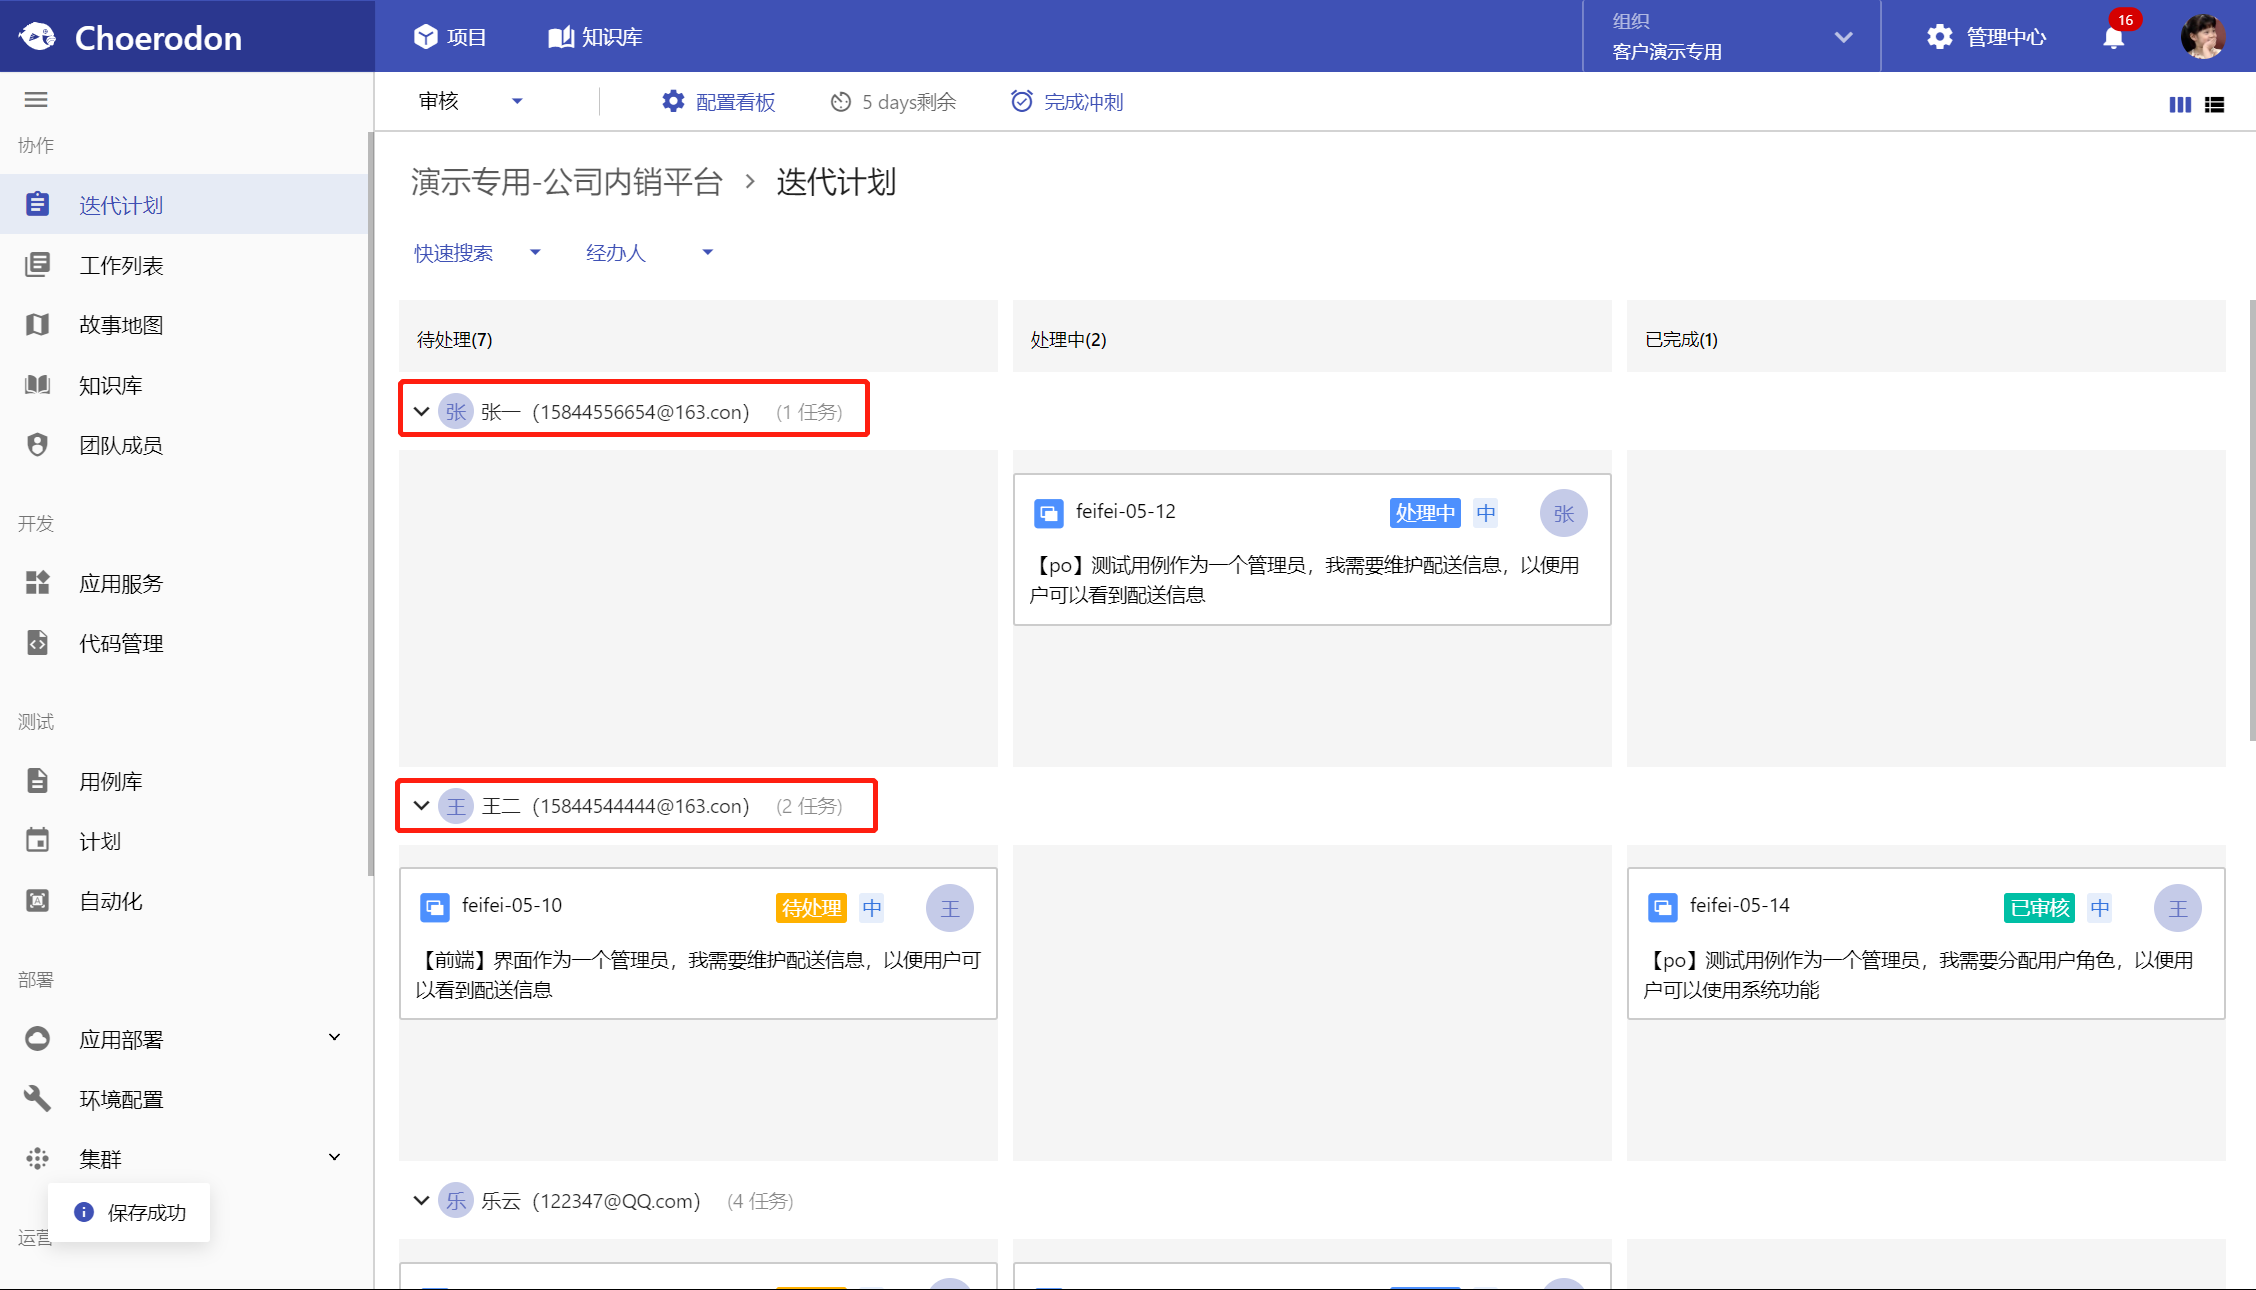 Choerodon
项目
知识库
组织
客户演示专用
管理中心
16
审核
配置看板
5 days剩余
完成冲刺
协作
迭代计划
工作列表
故事地图
知识库
团队成员
开发
应用服务
代码管理
测试
用例库
计划
自动化
部署
应用部署
环境配置
集群
保存成功
运营
演示专用-公司内销平台 > 迭代计划
快速搜索
经办人
待处理(7)
处理中(2)
已完成(1)
张 张一（15844556654@163.con） (1 任务)
feifei-05-12
处理中
中
张
【po】测试用例作为一个管理员，我需要维护配送信息，以便用
户可以看到配送信息
王 王二（15844544444@163.con） (2 任务)
feifei-05-10
待处理
中
王
【前端】界面作为一个管理员，我需要维护配送信息，以便用户可
以看到配送信息
feifei-05-14
已审核
中
王
【po】测试用例作为一个管理员，我需要分配用户角色，以便用
户可以使用系统功能
乐 乐云（122347@QQ.com） (4 任务)